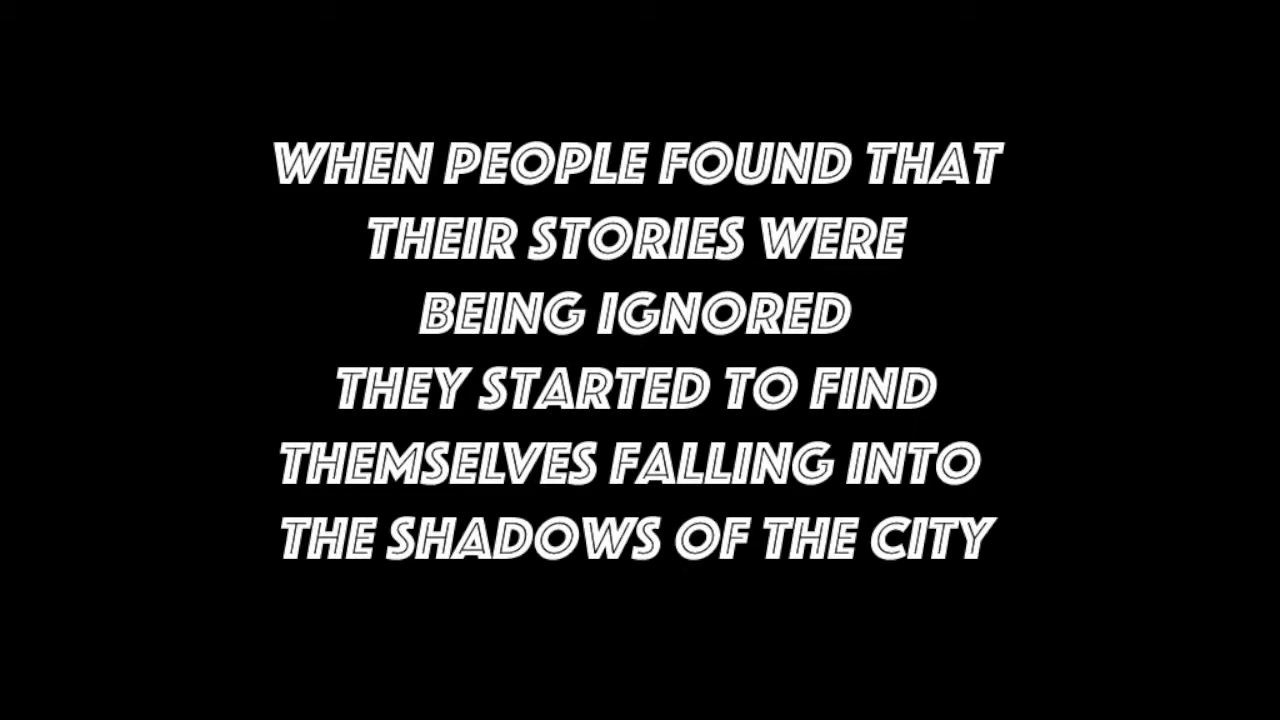 WHEN PEOPLE FOUND THAT
THEIR STORIES WERE
BEING IGNORED
THEY STARTED TO FIND
THEMSELVES FALLING INTO
THE SHADOWS OF THE CITY